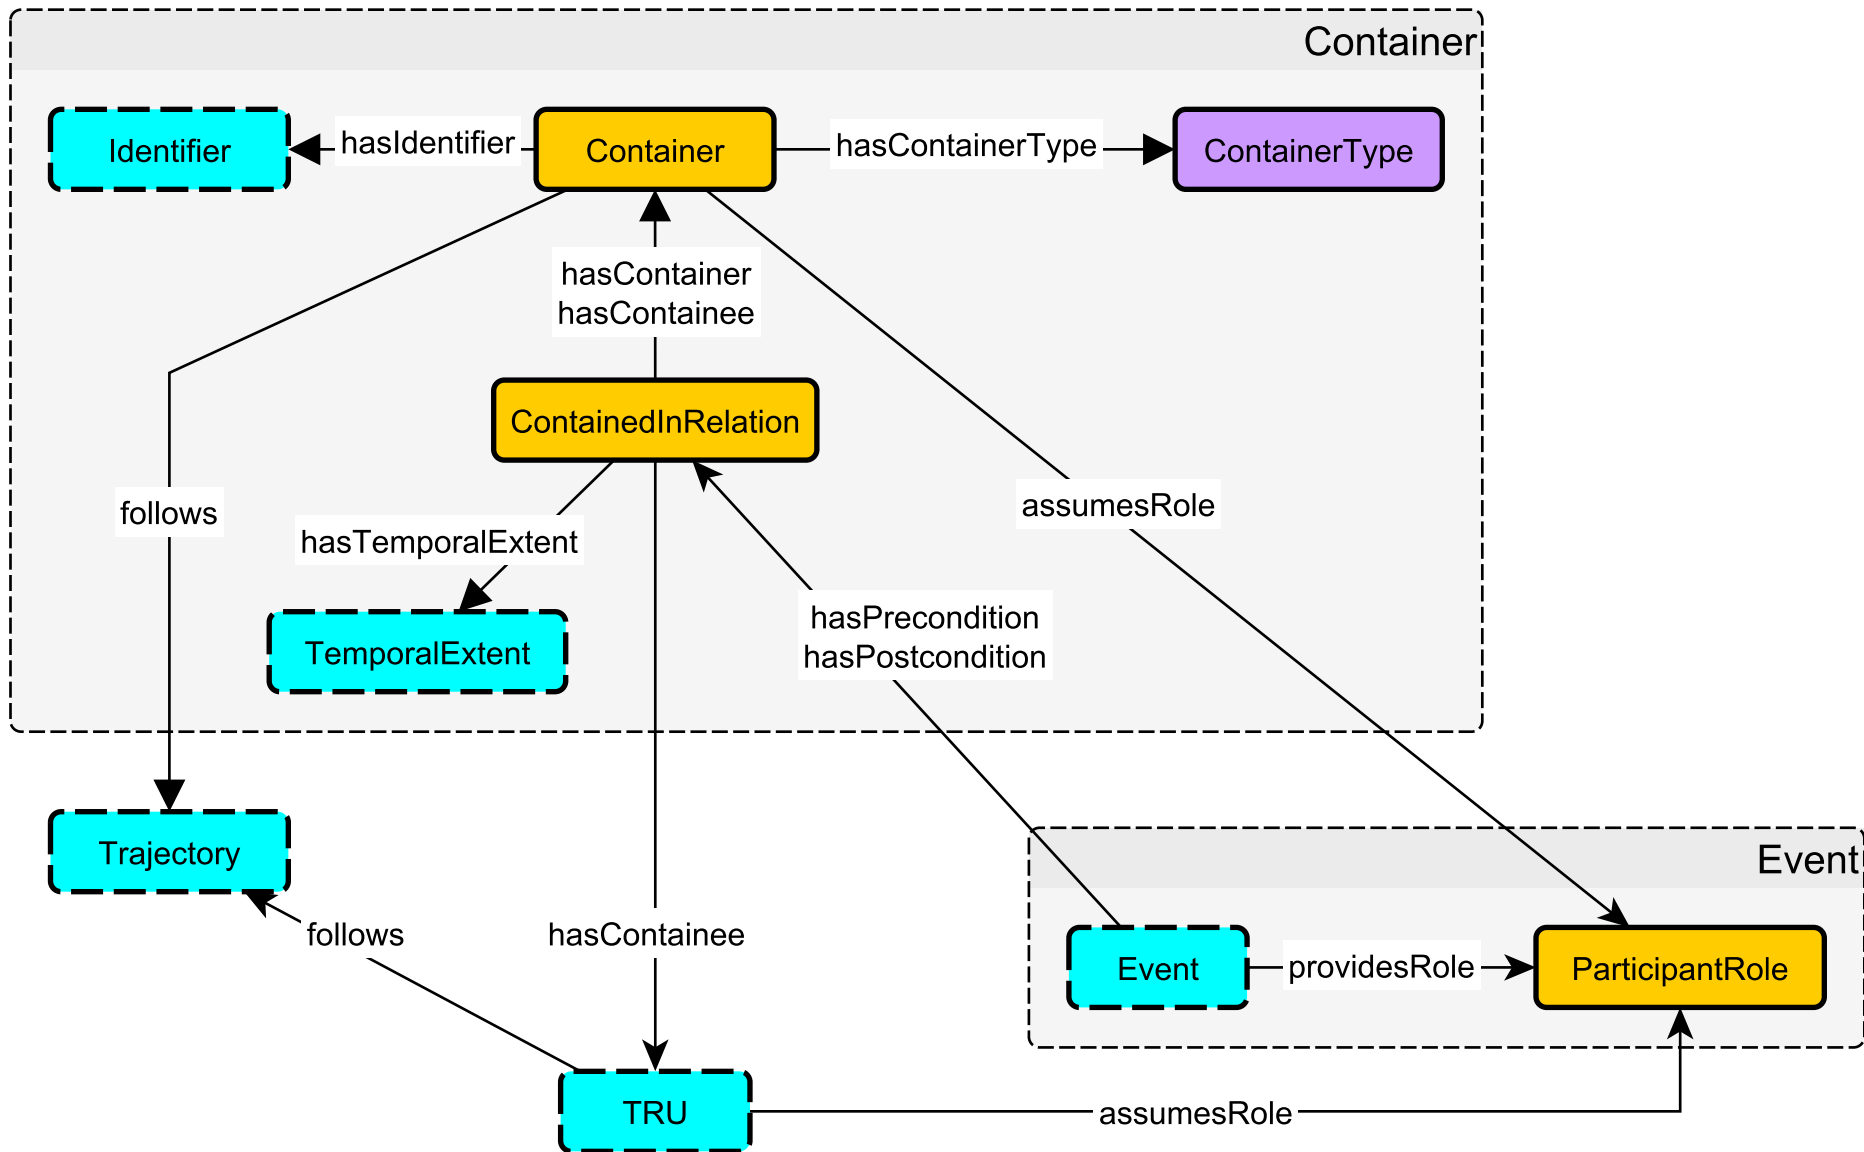 Container
Identifier
hasIdentifier
Container
hasContainerType
ContainerType
hasContainer
hasContainee
ContainedInRelation
follows
assumesRole
hasTemporalExtent
hasPrecondition
hasPostcondition
TemporalExtent
Trajectory
Event
follows
hasContainee
Event
providesRole
ParticipantRole
TRU
assumesRole